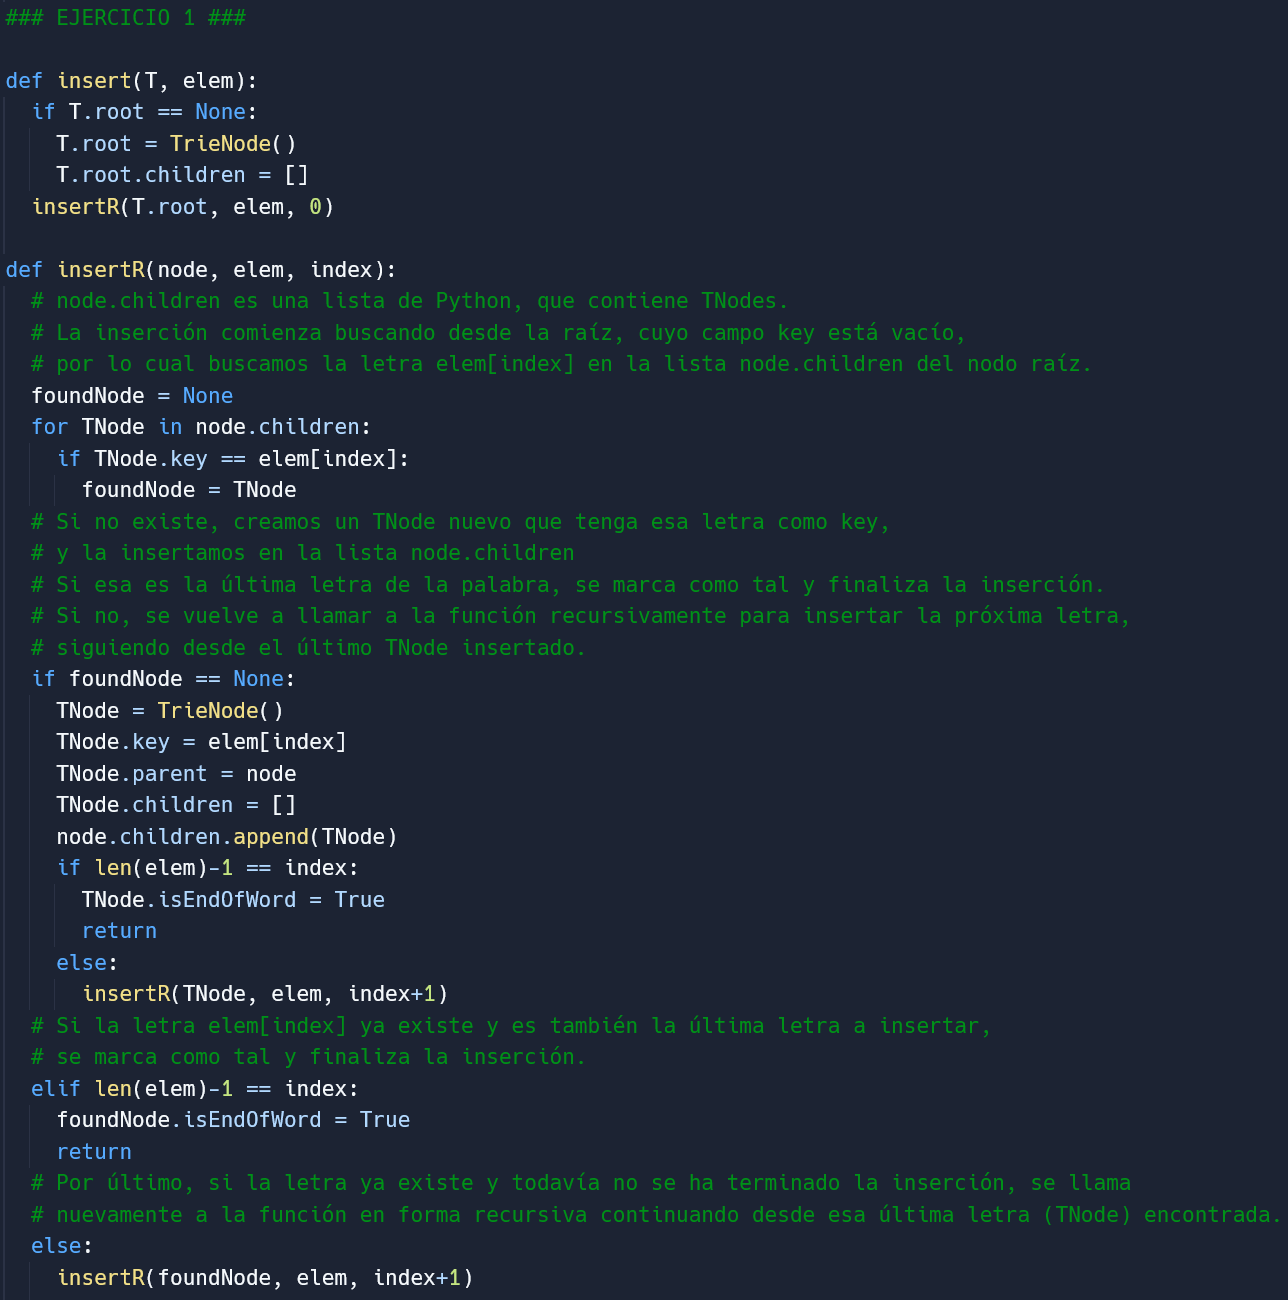 ### EJERCICIO 1 ###
def insert(T, elem):
  if T.root == None:
    T.root = TrieNode()
    T.root.children = []
  insertR(T.root, elem, 0)
def insertR(node, elem, index):
  # node.children es una lista de Python, que contiene TNodes.
  # La inserción comienza buscando desde la raíz, cuyo campo key está vacío,
  # por lo cual buscamos la letra elem[index] en la lista node.children del nodo raíz.
  foundNode = None
  for TNode in node.children:
    if TNode.key == elem[index]:
      foundNode = TNode
  # Si no existe, creamos un TNode nuevo que tenga esa letra como key,
  # y la insertamos en la lista node.children
  # Si esa es la última letra de la palabra, se marca como tal y finaliza la inserción.
  # Si no, se vuelve a llamar a la función recursivamente para insertar la próxima letra,
  # siguiendo desde el último TNode insertado.
  if foundNode == None:
    TNode = TrieNode()
    TNode.key = elem[index]
    TNode.parent = node
    TNode.children = []
    node.children.append(TNode)
    if len(elem)-1 == index:
      TNode.isEndOfWord = True
      return
    else:
      insertR(TNode, elem, index+1)
  # Si la letra elem[index] ya existe y es también la última letra a insertar,
  # se marca como tal y finaliza la inserción.
  elif len(elem)-1 == index:
    foundNode.isEndOfWord = True
    return
  # Por último, si la letra ya existe y todavía no se ha terminado la inserción, se llama
  # nuevamente a la función en forma recursiva continuando desde esa última letra (TNode) encontrada.
  else:
    insertR(foundNode, elem, index+1)